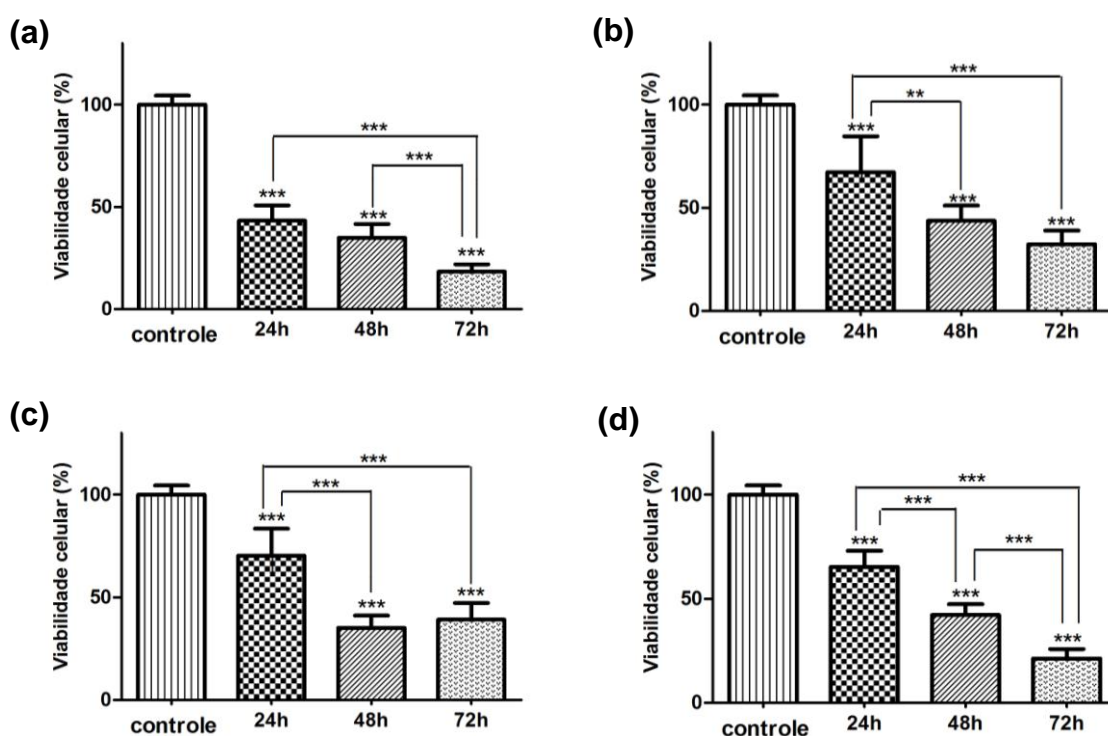 (a)
Viabilidade celular (%)
100
50
0
***
***
***
***
***
controle 24h 48h 72h
(b)
Viabilidade celular (%)
100
50
0
***
**
***
***
***
controle 24h 48h 72h
(c)
Viabilidade celular (%)
100
50
0
***
***
***
***
***
controle 24h 48h 72h
(d)
Viabilidade celular (%)
100
50
0
***
***
***
***
***
***
controle 24h 48h 72h